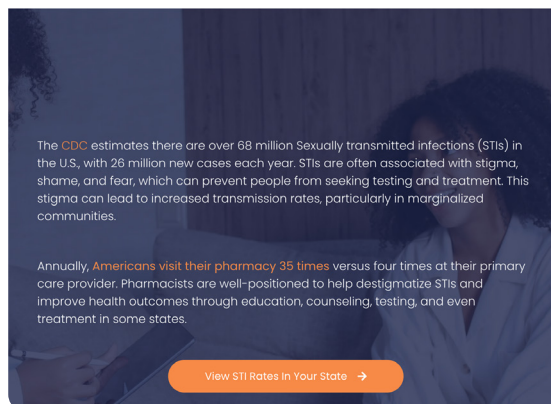 The CDC estimates there are over 68 million Sexually transmitted infections (STIs) in
the U.S., with 26 million new cases each year. STIs are often associated with stigma,
shame, and fear, which can prevent people from seeking testing and treatment. This
stigma can lead to increased transmission rates, particularly in marginalized
communities.
Annually, Americans visit their pharmacy 35 times versus four times at their primary
care provider. Pharmacists are well-positioned to help destigmatize STIs and
improve health outcomes through education, counseling, testing, and even
treatment in some states.
View STI Rates In Your State →